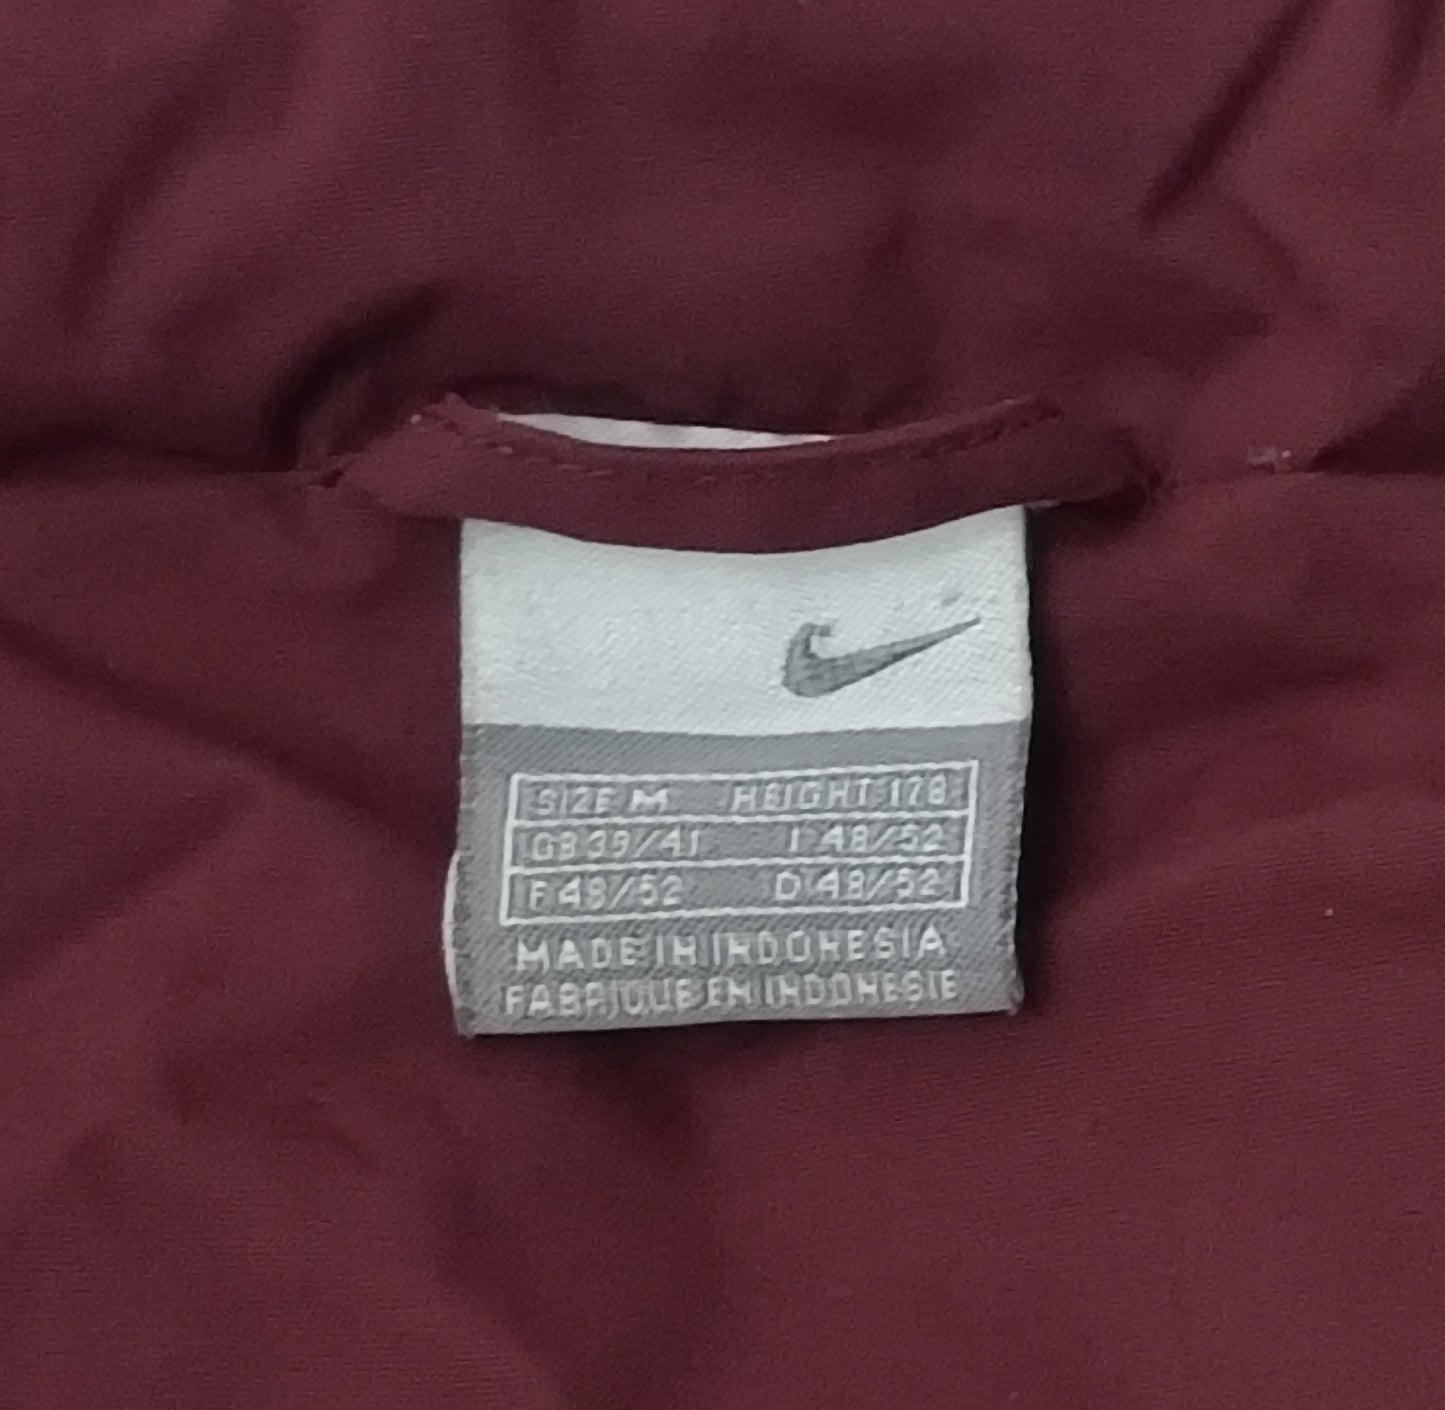 SIZE M HEIGHT 178
GB 39/41 I 48/52
F 48/52 D 48/52
MADE IN INDONESIA
FABRIQUE EN INDONESIE